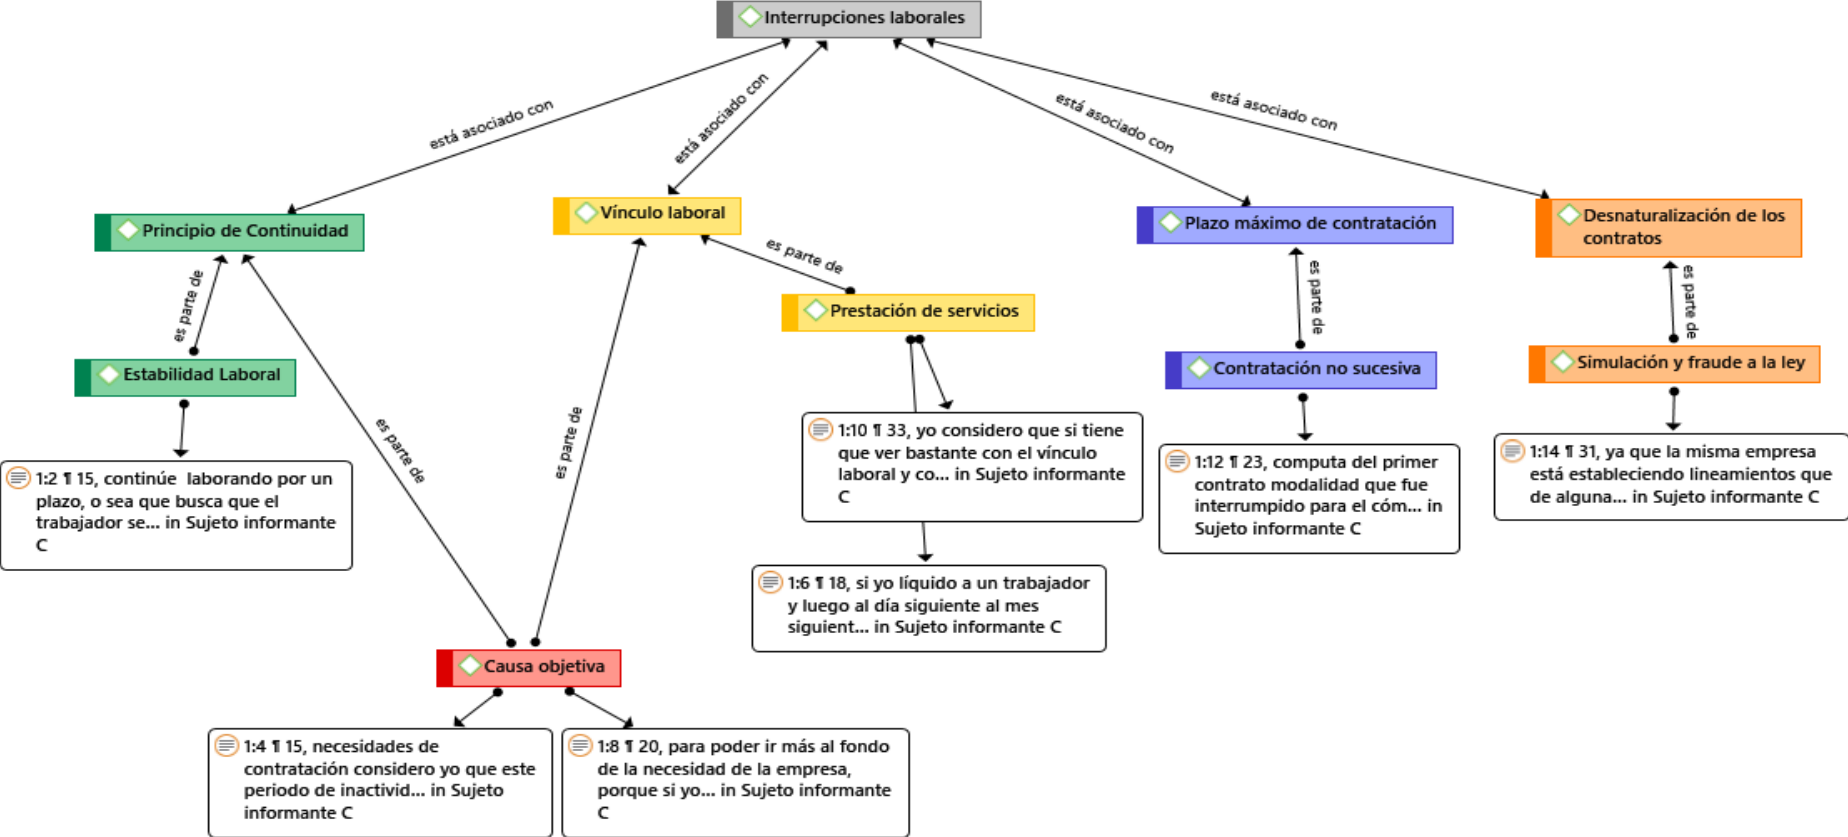 Interrupciones laborales
está asociado con
está asociado con
está asociado con
está asociado con
Principio de Continuidad
Vínculo laboral
Plazo máximo de contratación
Desnaturalización de los
contratos
es parte de
es parte de
es parte de
es parte de
Prestación de servicios
Estabilidad Laboral
Contratación no sucesiva
Simulación y fraude a la ley
es parte de
es parte de
1:2 ¶ 15, continúe  laborando por un
plazo, o sea que busca que el
trabajador se... in Sujeto informante
C
1:10 ¶ 33, yo considero que si tiene
que ver bastante con el vínculo
laboral y co... in Sujeto informante
C
1:12 ¶ 23, computa del primer
contrato modalidad que fue
interrumpido para el cóm... in
Sujeto informante C
1:14 ¶ 31, ya que la misma empresa
está estableciendo lineamientos que
de alguna... in Sujeto informante C
1:6 ¶ 18, si yo líquido a un trabajador
y luego al día siguiente al mes
siguient... in Sujeto informante C
Causa objetiva
1:4 ¶ 15, necesidades de
contratación considero yo que este
periodo de inactivid... in Sujeto
informante C
1:8 ¶ 20, para poder ir más al fondo
de la necesidad de la empresa,
porque si yo... in Sujeto informante
C